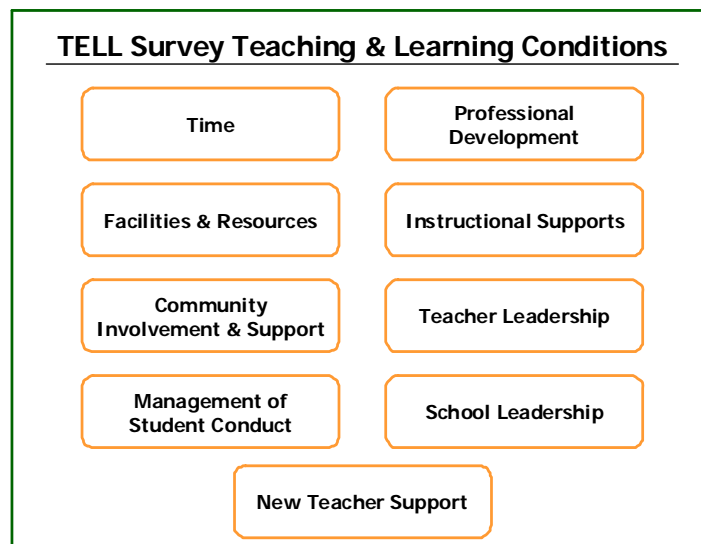 TELL Survey Teaching & Learning Conditions
Time
Professional
Development
Facilities & Resources
Instructional Supports
Community
Involvement & Support
Teacher Leadership
Management of
Student Conduct
School Leadership
New Teacher Support